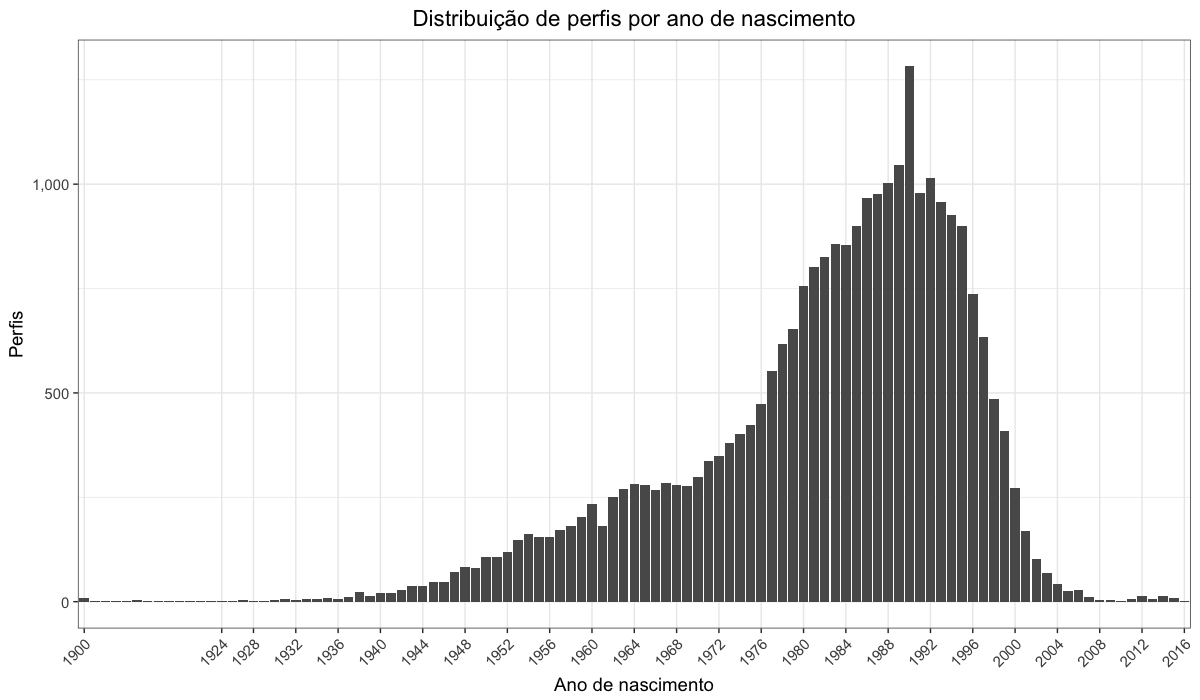 Distribuição de perfis por ano de nascimento
Perfis
1,000
500
0
1900 1924 1928 1932 1936 1940 1944 1948 1952 1956 1960 1964 1968 1972 1976 1980 1984 1988 1992 1996 2000 2004 2008 2012 2016
Ano de nascimento